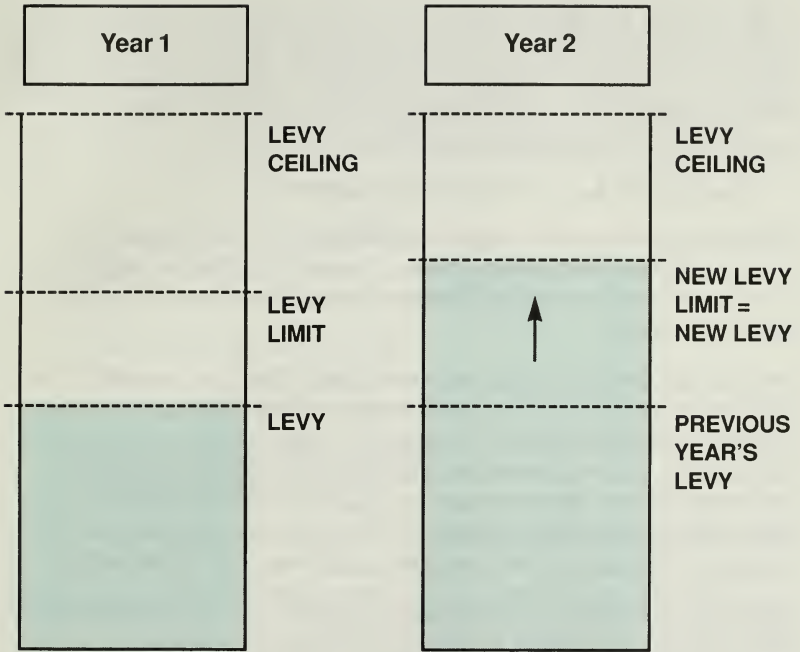 Year 1
LEVY
CEILING
LEVY
LIMIT
LEVY
Year 2
LEVY
CEILING
NEW LEVY
LIMIT =
NEW LEVY
PREVIOUS
YEAR'S
LEVY